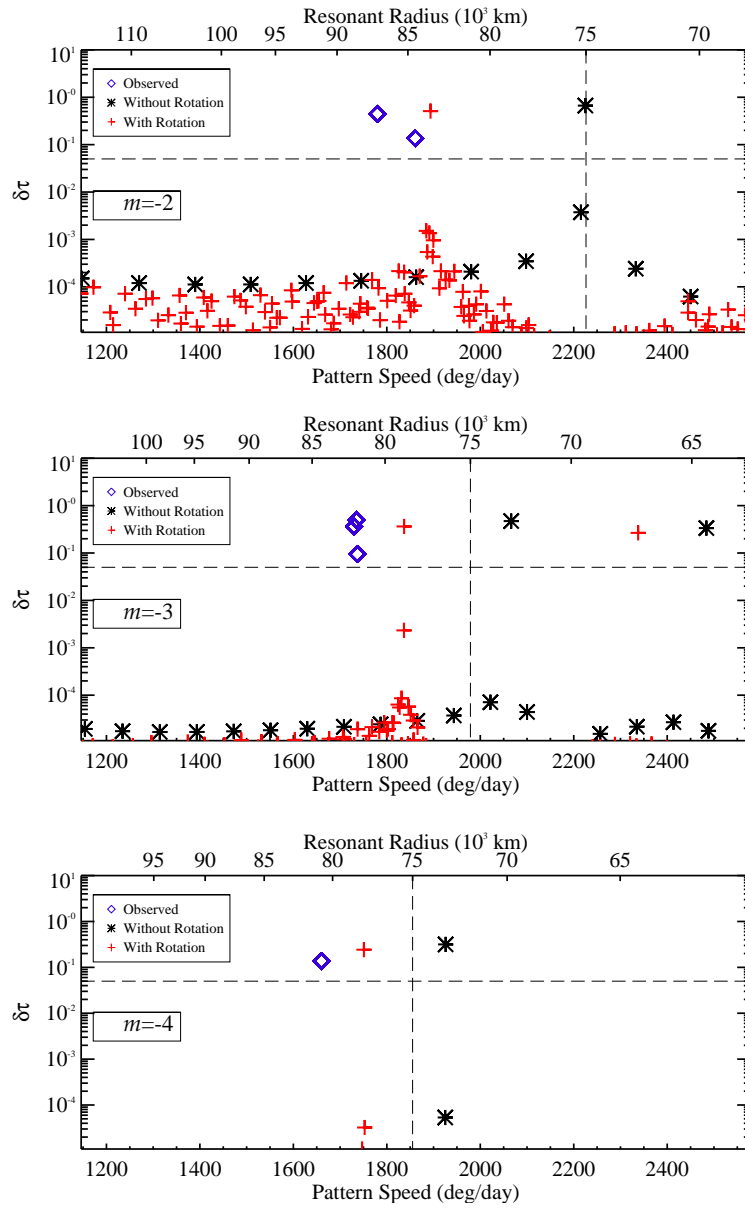 Resonant Radius (10³ km)
110 100 95 90 85 80 75 70
10¹
10⁰
10⁻¹
10⁻²
10⁻³
10⁻⁴
δτ
Observed
Without Rotation
With Rotation
m=-2
1200 1400 1600 1800 2000 2200 2400
Pattern Speed (deg/day)
Resonant Radius (10³ km)
100 95 90 85 80 75 70 65
10¹
10⁰
10⁻¹
10⁻²
10⁻³
10⁻⁴
δτ
Observed
Without Rotation
With Rotation
m=-3
1200 1400 1600 1800 2000 2200 2400
Pattern Speed (deg/day)
Resonant Radius (10³ km)
95 90 85 80 75 70 65
10¹
10⁻⁰
10⁻¹
10⁻²
10⁻³
10⁻⁴
δτ
Observed
Without Rotation
With Rotation
m=-4
1200 1400 1600 1800 2000 2200 2400
Pattern Speed (deg/day)